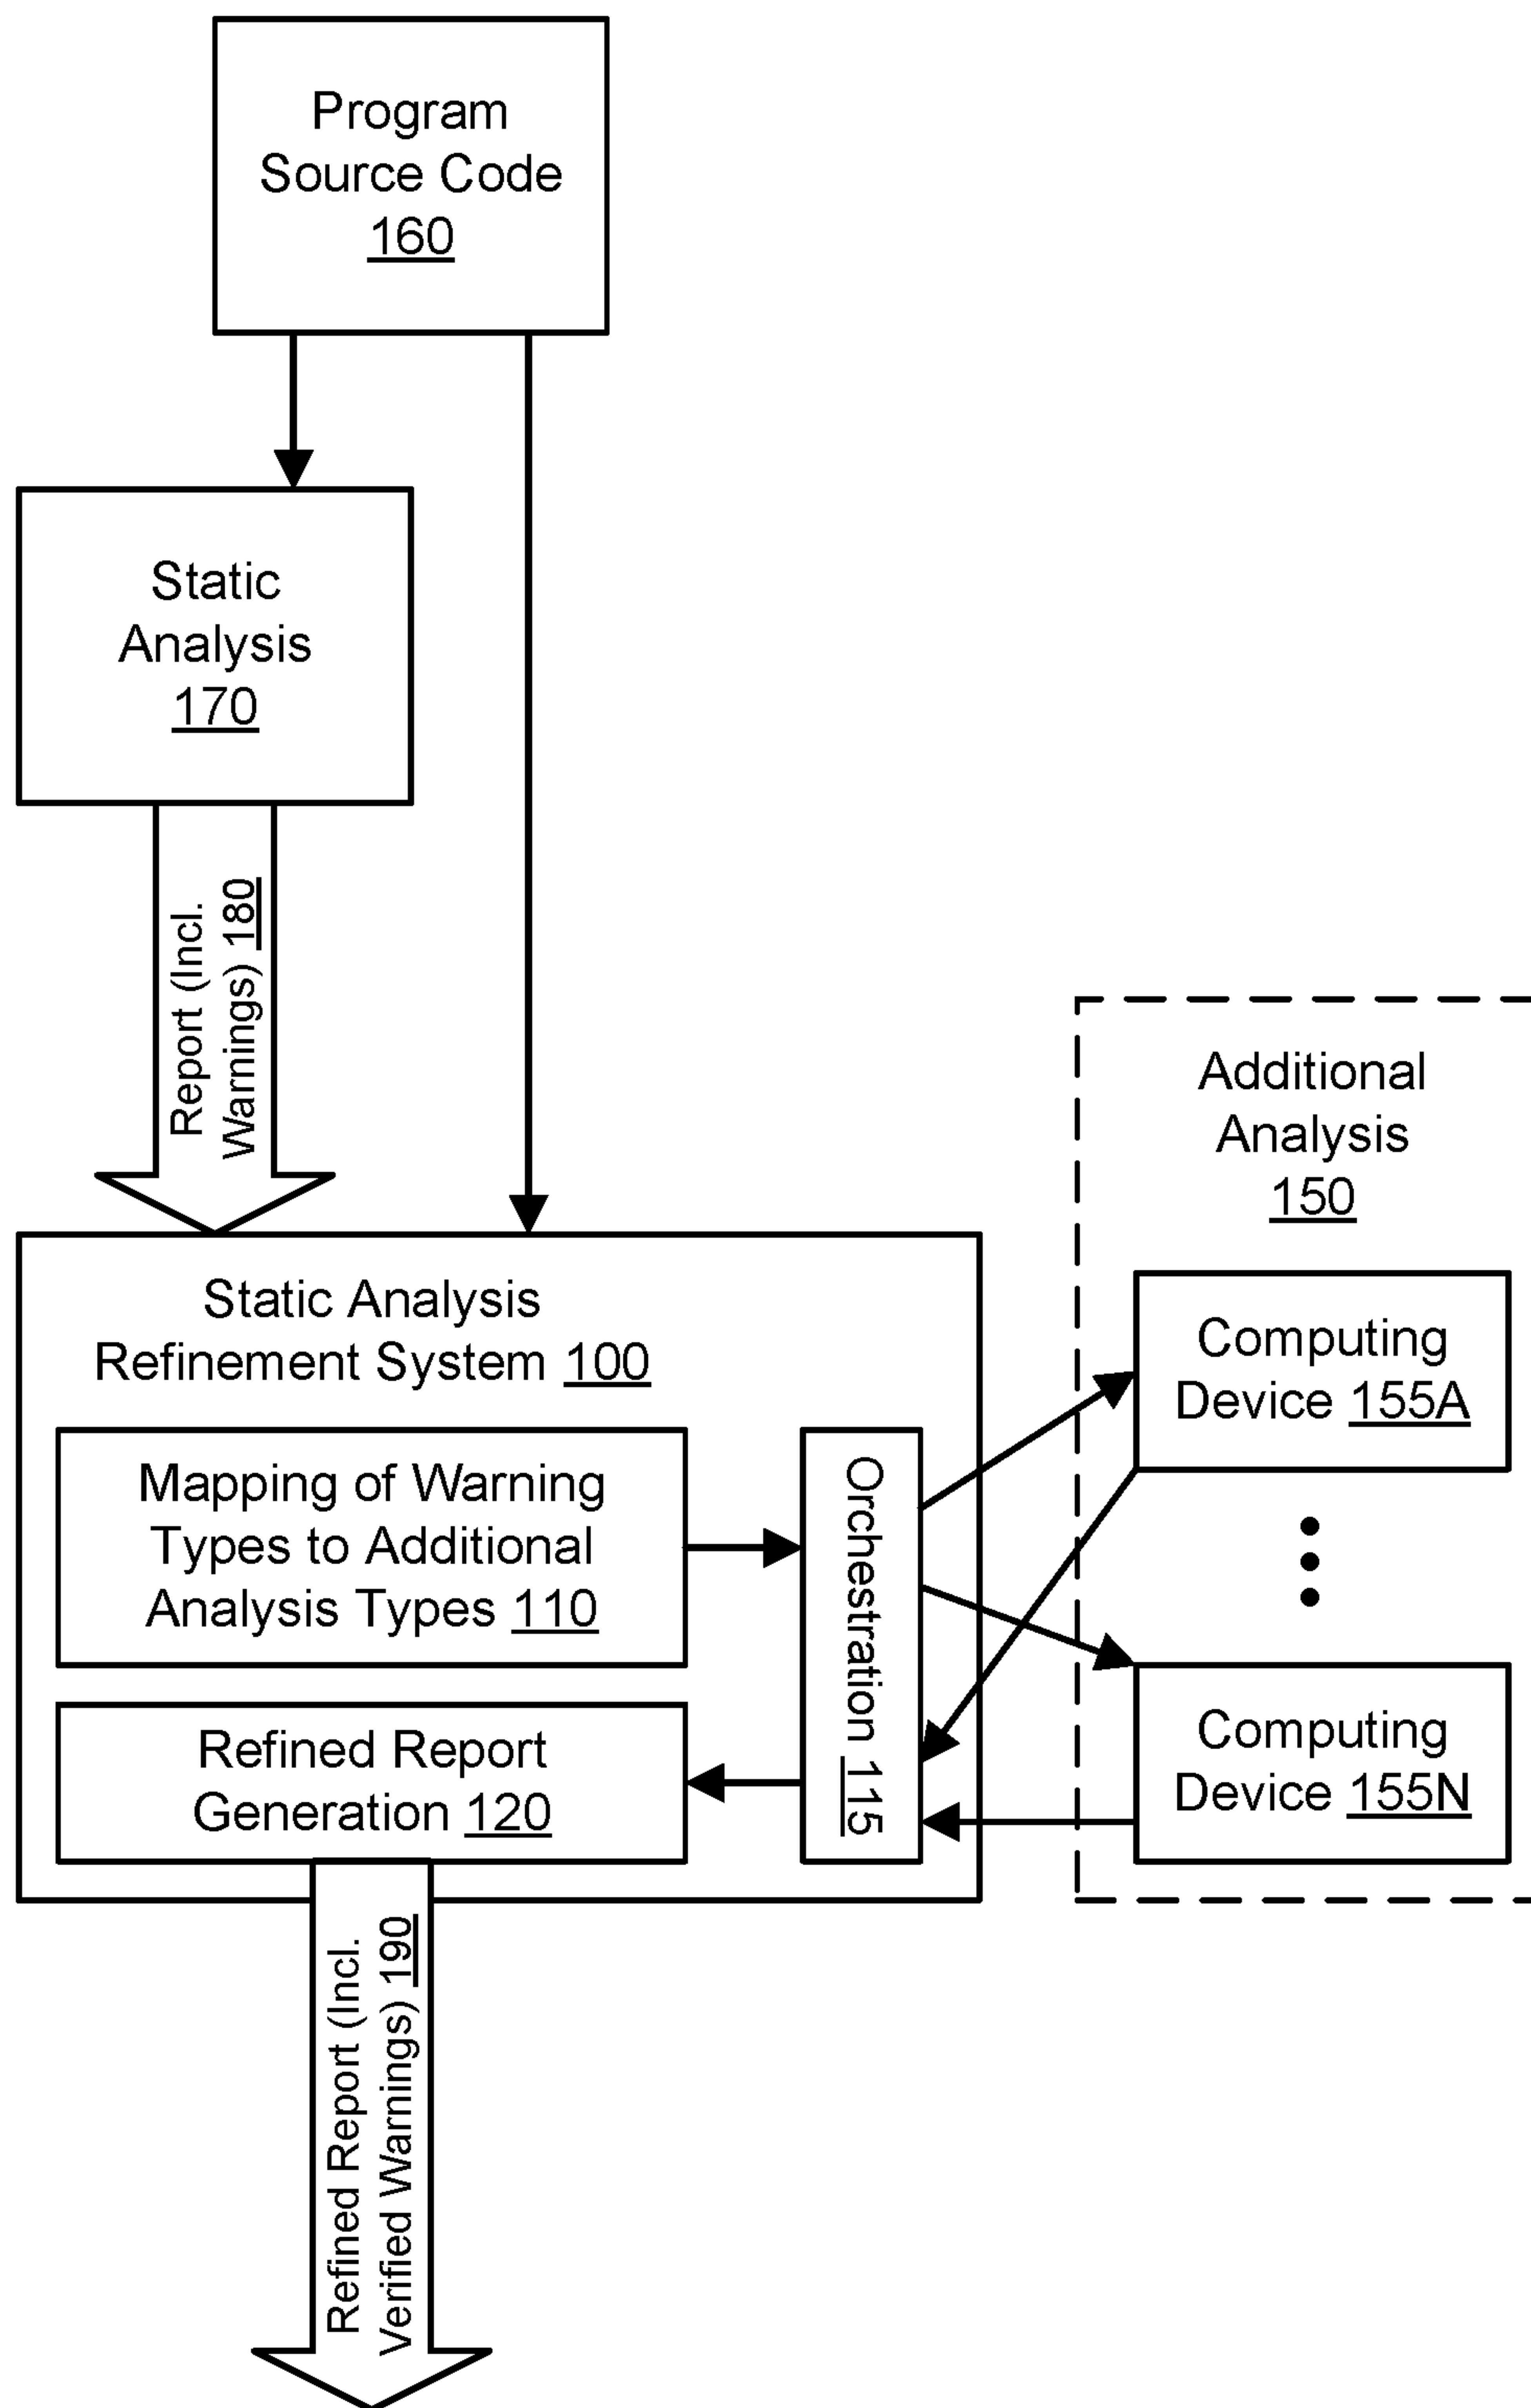 Program
Source Code
160
Static
Analysis
170
Report (Incl.
Warnings) 180
Additional
Analysis
150
Static Analysis
Refinement System 100
Computing
Device 155A
Mapping of Warning
Types to Additional
Analysis Types 110
Orchestration 115
Refined Report
Generation 120
Computing
Device 155N
Refined Report (Incl.
Verified Warnings) 190